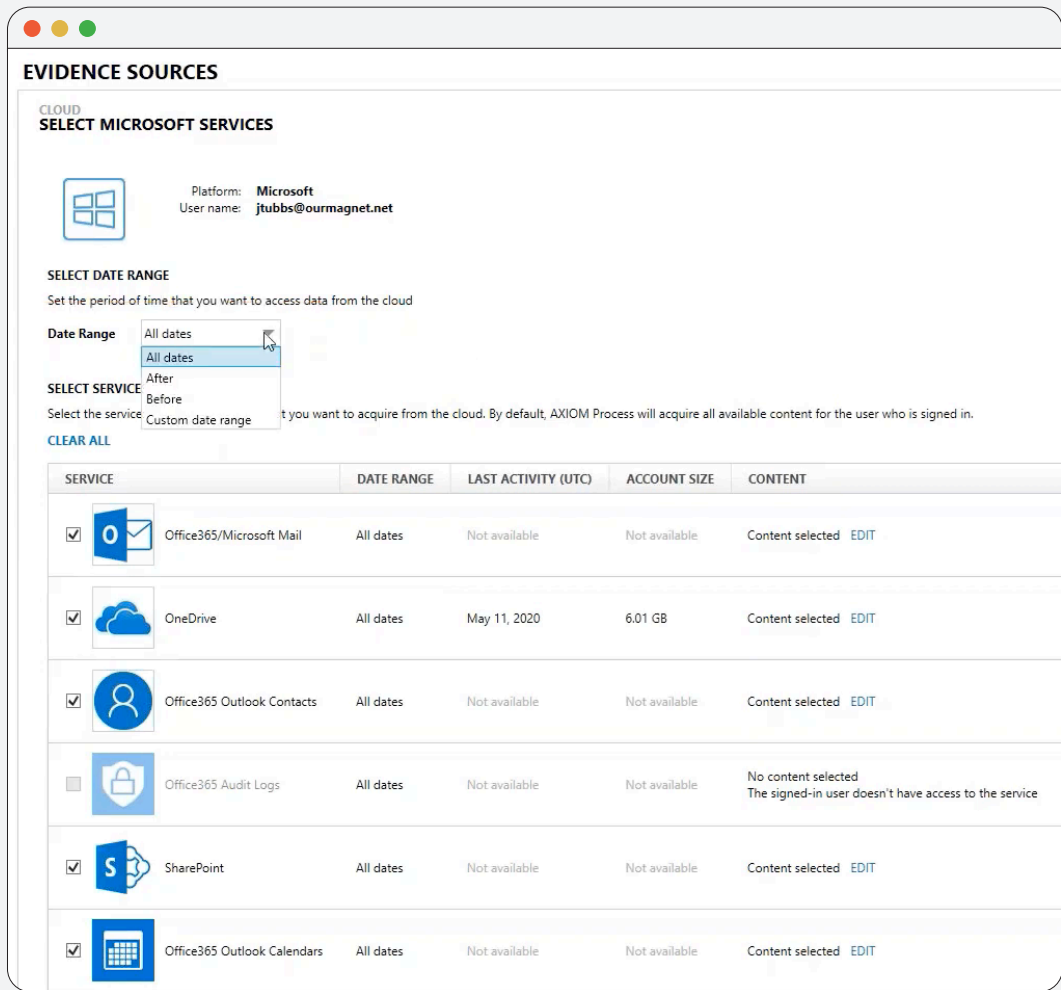 EVIDENCE SOURCES
CLOUD
SELECT MICROSOFT SERVICES
Platform: Microsoft
User name: jtubbs@ourmagnet.net
SELECT DATE RANGE
Set the period of time that you want to access data from the cloud
Date Range All dates
All dates
After
Before
Custom date range
SELECT SERVICE
Select the service t you want to acquire from the cloud. By default, AXIOM Process will acquire all available content for the user who is signed in.
CLEAR ALL
SERVICE DATE RANGE LAST ACTIVITY (UTC) ACCOUNT SIZE CONTENT
O Office365/Microsoft Mail All dates Not available Not available Content selected EDIT
OneDrive All dates May 11, 2020 6.01 GB Content selected EDIT
Office365 Outlook Contacts All dates Not available Not available Content selected EDIT
Office365 Audit Logs All dates Not available Not available No content selected
The signed-in user doesn't have access to the service
S SharePoint All dates Not available Not available Content selected EDIT
Office365 Outlook Calendars All dates Not available Not available Content selected EDIT